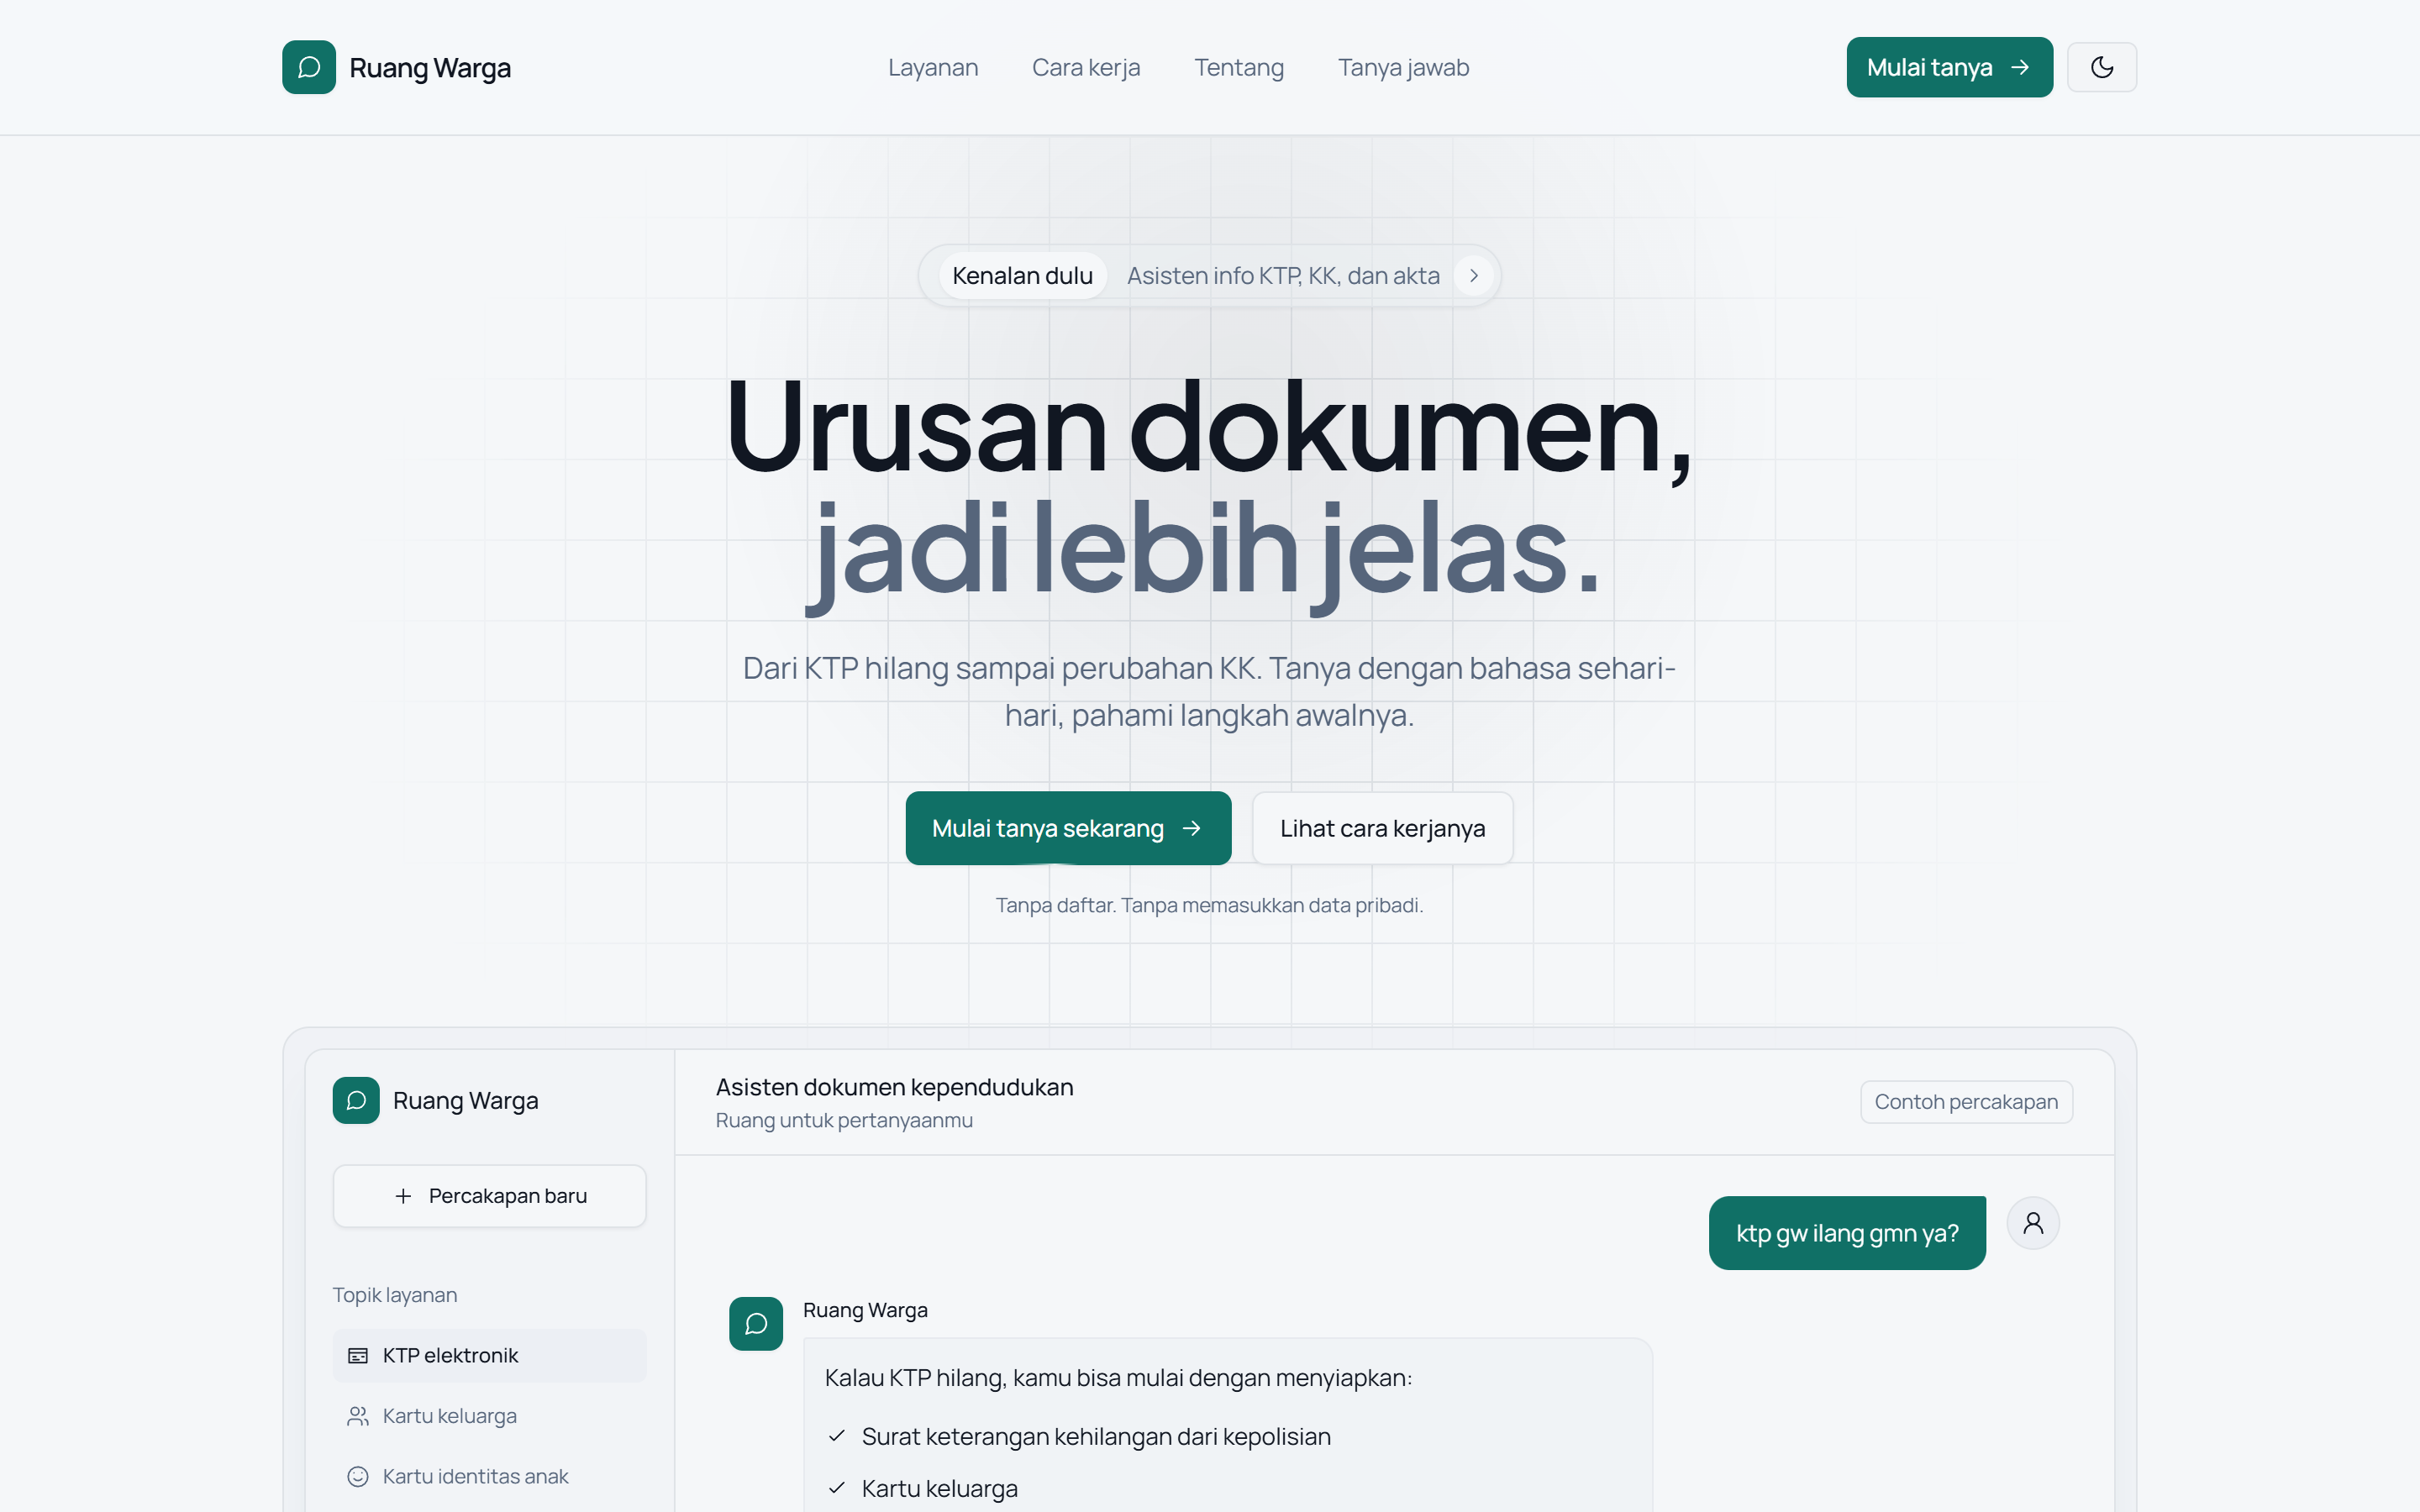 Ruang Warga
Layanan
Cara kerja
Tentang
Tanya jawab
Mulai tanya
Kenalan dulu
Asisten info KTP, KK, dan akta
Urusan dokumen,
jadi lebih jelas.
Dari KTP hilang sampai perubahan KK. Tanya dengan bahasa sehari-
hari, pahami langkah awalnya.
Mulai tanya sekarang
Lihat cara kerjanya
Tanpa daftar. Tanpa memasukkan data pribadi.
Ruang Warga
Percakapan baru
Topik layanan
KTP elektronik
Kartu keluarga
Kartu identitas anak
Asisten dokumen kependudukan
Ruang untuk pertanyaanmu
Contoh percakapan
ktp gw ilang gmn ya?
Ruang Warga
Kalau KTP hilang, kamu bisa mulai dengan menyiapkan:
Surat keterangan kehilangan dari kepolisian
Kartu keluarga